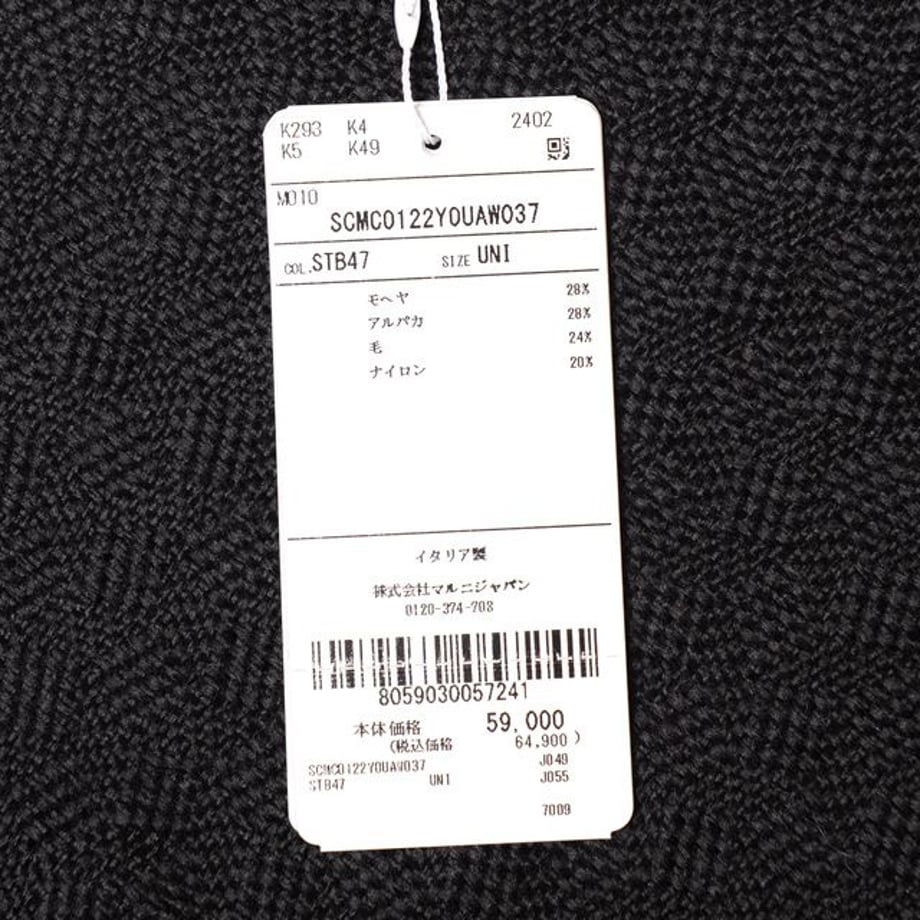 K293 K4 2402
K5 K49
M010
SCMC0122Y0UAW037
COL.STB47 SIZE UNI
モヘヤ 28%
アルパカ 28%
毛 24%
ナイロン 20%
イタリア製
株式会社マルニジャパン
0120-374-708
8059030057241
本体価格 59,000
(税込価格 64,900 )
SCMC0122Y0UAW037 J049
STB47 UNI J055
7009